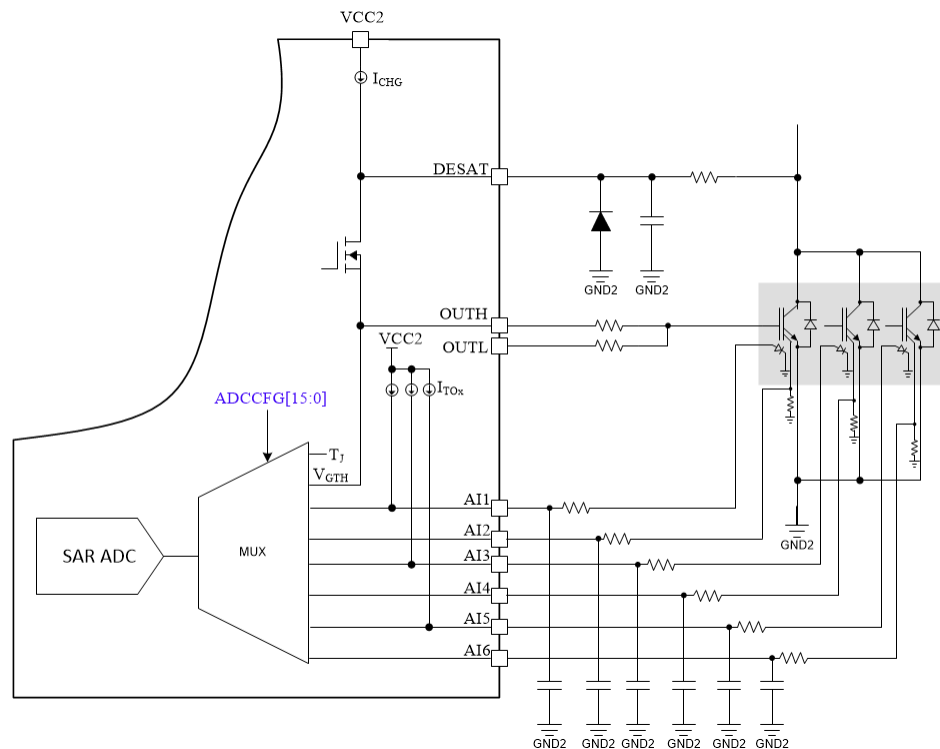 VCC2
ICHG
DESAT
GND2 GND2
OUTH
VCC2
OUTL
ITOx
ADCCFG[15:0]
TJ
VGTH
AI1
AI2
GND2
SAR ADC
MUX
AI3
AI4
AI5
AI6
GND2 GND2 GND2 GND2 GND2 GND2